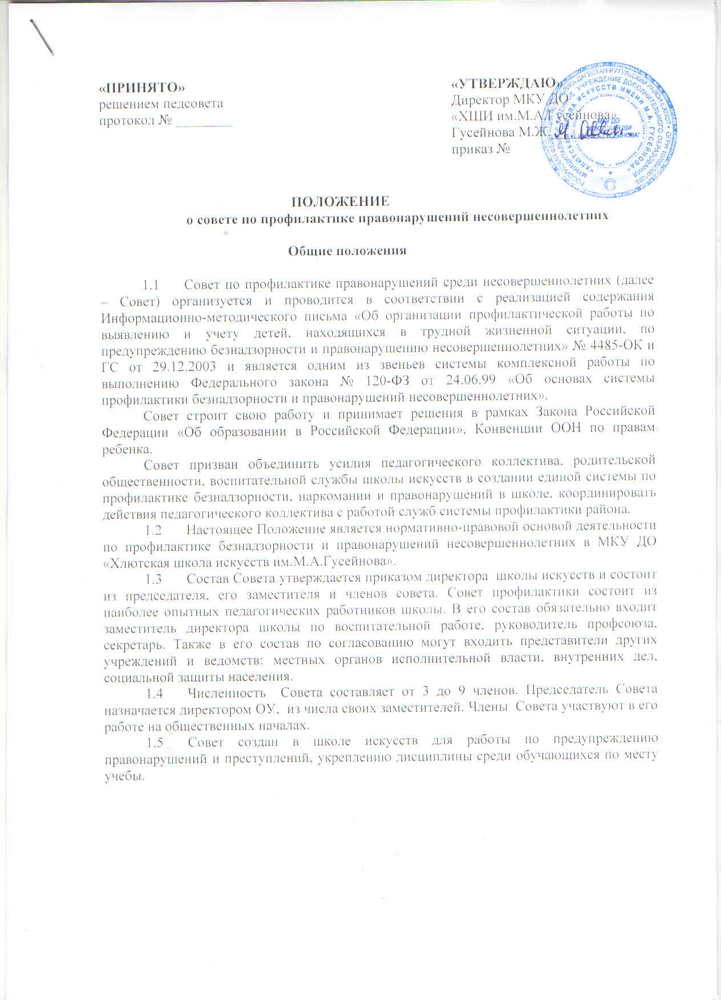 «ПРИНЯТО»
решением педсовета
протокол № ________
«УТВЕРЖДАЮ»
Директор МКУ ДО
«ХШИ им.М.А.Гусейнова»
Гусейнова М.Ж.
приказ №
ПОЛОЖЕНИЕ
о совете по профилактике правонарушений несовершеннолетних
Общие положения
1.1 Совет по профилактике правонарушений среди несовершеннолетних (далее
– Совет) организуется и проводится в соответствии с реализацией содержания
Информационно-методического письма «Об организации профилактической работы по
выявлению и учету детей, находящихся в трудной жизненной ситуации, по
предупреждению безнадзорности и правонарушению несовершеннолетних» № 4485-ОК и
ГС от 29.12.2003 и является одним из звеньев системы комплексной работы по
выполнению Федерального закона № 120-ФЗ от 24.06.99 «Об основах системы
профилактики безнадзорности и правонарушений несовершеннолетних».
Совет строит свою работу и принимает решения в рамках Закона Российской
Федерации «Об образовании в Российской Федерации», Конвенции ООН по правам
ребенка.
Совет призван объединить усилия педагогического коллектива, родительской
общественности, воспитательной службы школы искусств в создании единой системы по
профилактике безнадзорности, наркомании и правонарушений в школе, координировать
действия педагогического коллектива с работой служб системы профилактики района.
1.2 Настоящее Положение является нормативно-правовой основой деятельности
по профилактике безнадзорности и правонарушений несовершеннолетних в МКУ ДО
«Хлютская школа искусств им.М.А.Гусейнова».
1.3 Состав Совета утверждается приказом директора школы искусств и состоит
из председателя, его заместителя и членов совета. Совет профилактики состоит из
наиболее опытных педагогических работников школы. В его состав обязательно входит
заместитель директора школы по воспитательной работе, руководитель профсоюза,
секретарь. Также в его состав по согласованию могут входить представители других
учреждений и ведомств: местных органов исполнительной власти, внутренних дел,
социальной защиты населения.
1.4 Численность Совета составляет от 3 до 9 членов. Председатель Совета
назначается директором ОУ, из числа своих заместителей. Члены Совета участвуют в его
работе на общественных началах.
1.5 Совет создан в школе искусств для работы по предупреждению
правонарушений и преступлений, укреплению дисциплины среди обучающихся по месту
учебы.